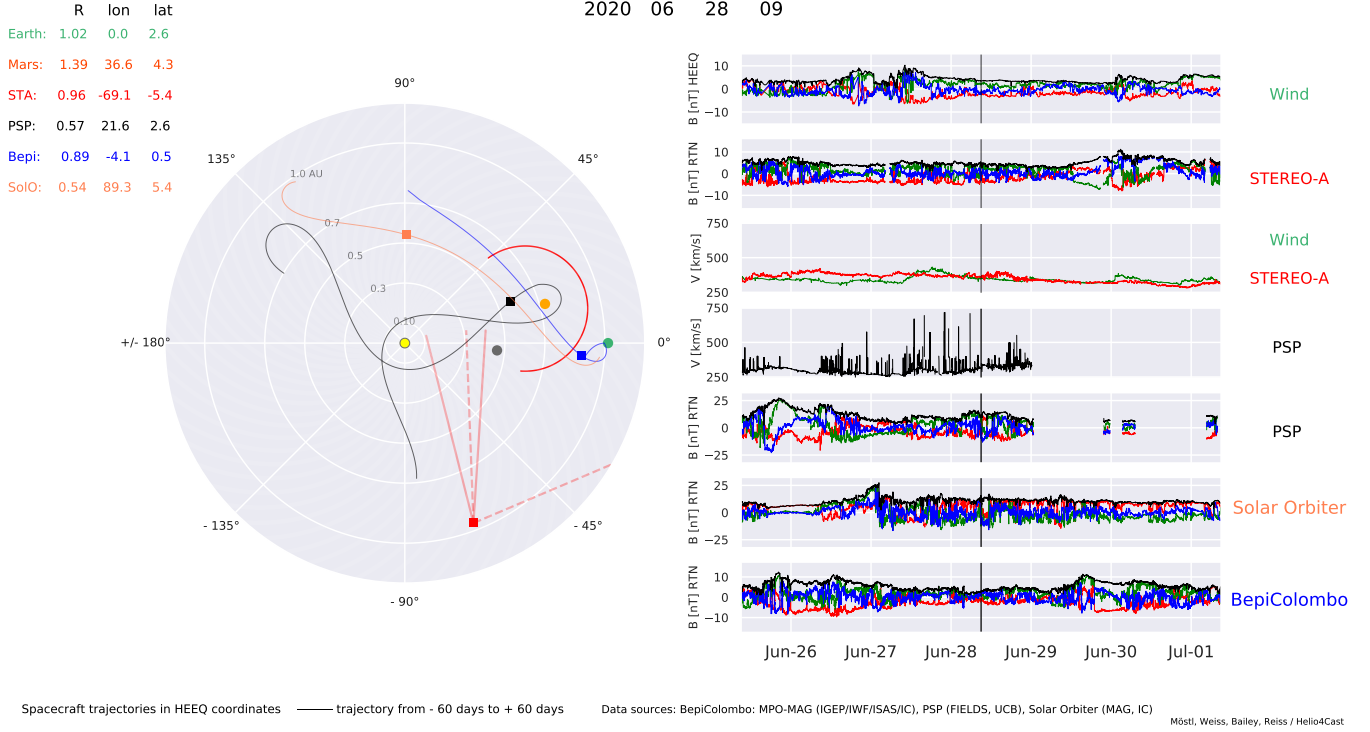 2020 06 28 09
R lon lat
Earth: 1.02 0.0 2.6
Mars: 1.39 36.6 4.3
STA: 0.96 -69.1 -5.4
PSP: 0.57 21.6 2.6
Bepi: 0.89 -4.1 0.5
SolO: 0.54 89.3 5.4
90°
135°
45°
1.0 AU
0.7
0.5
0.3
0.10
+/- 180°
0°
- 135°
- 45°
- 90°
B [nT] HEEQ
10
0
−10
Wind
B [nT] RTN
10
0
−10
STEREO-A
V [km/s]
750
500
250
Wind
STEREO-A
V [km/s]
750
500
250
PSP
B [nT] RTN
25
0
−25
PSP
B [nT] RTN
25
0
−25
Solar Orbiter
B [nT] RTN
10
0
−10
BepiColombo
Jun-26 Jun-27 Jun-28 Jun-29 Jun-30 Jul-01
Spacecraft trajectories in HEEQ coordinates
trajectory from - 60 days to + 60 days
Data sources: BepiColombo: MPO-MAG (IGEP/IWF/ISAS/IC), PSP (FIELDS, UCB), Solar Orbiter (MAG, IC)
Möstl, Weiss, Bailey, Reiss / Helio4Cast